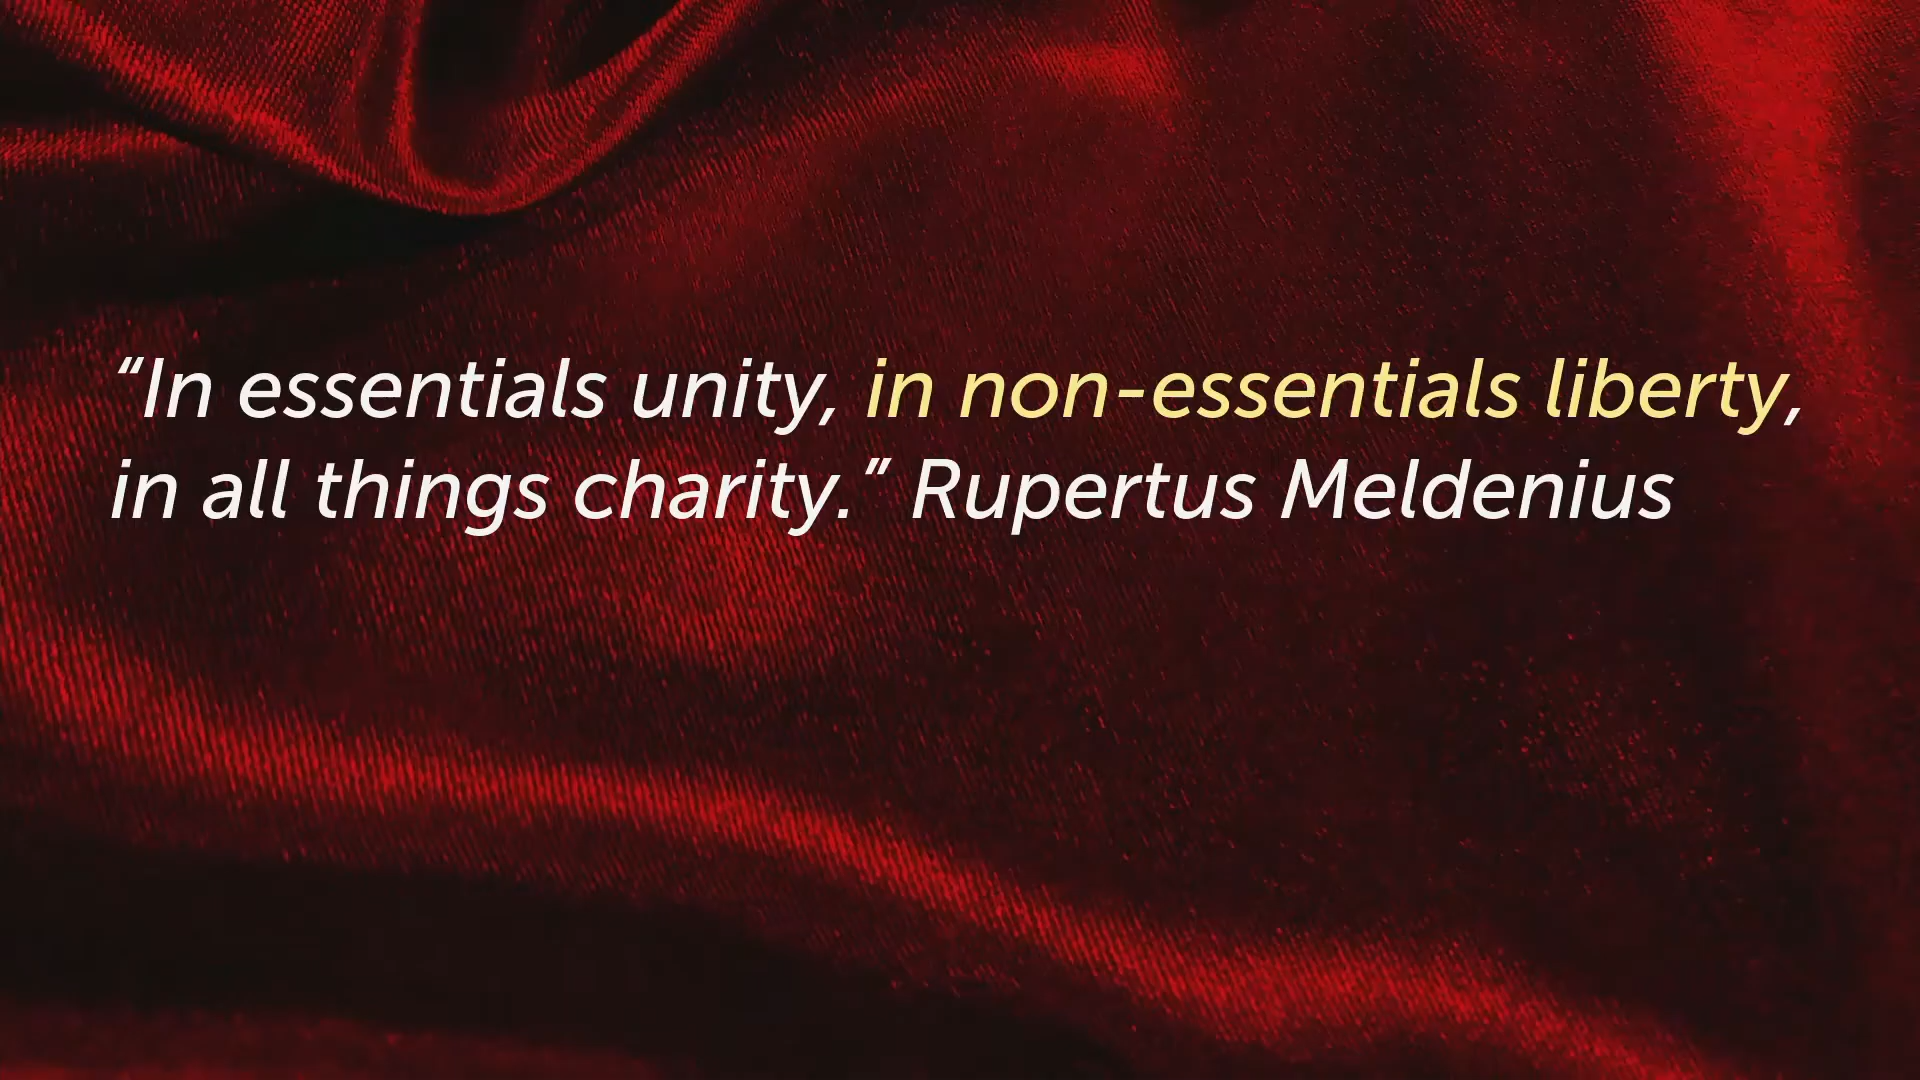 “In essentials unity, in non-essentials liberty,
in all things charity.” Rupertus Meldenius